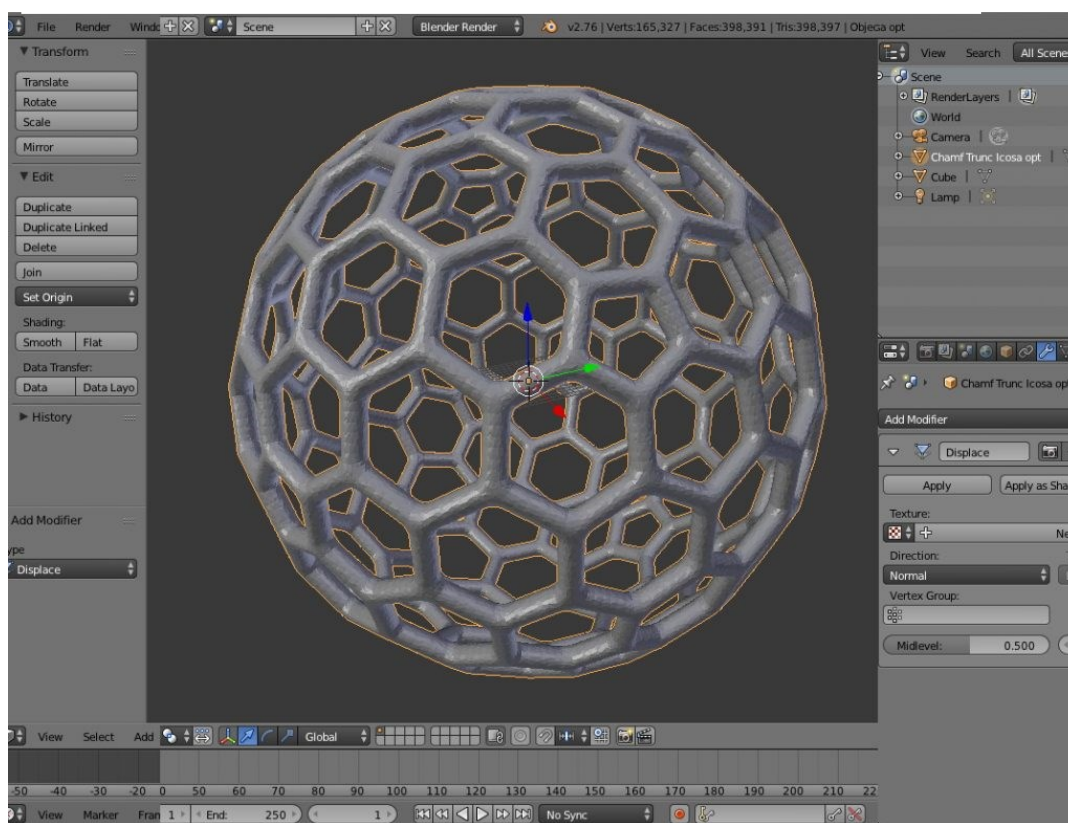 File Render Windo Scene Blender Render v2.76 | Verts:165,327 | Faces:398,391 | Tris:398,397 | Objeca opt
Transform
Translate
Rotate
Scale
Mirror
Edit
Duplicate
Duplicate Linked
Delete
Join
Set Origin
Shading:
Smooth Flat
Data Transfer:
Data Data Layo
History
Add Modifier
ype
Displace
View Search All Scene
Scene
RenderLayers |
World
Camera |
Chamf Trunc Icosa opt |
Cube |
Lamp |
Chamf Trunc Icosa opt
Add Modifier
Displace
Apply Apply as Sha
Texture:
Ne
Direction:
Normal
Vertex Group:
Midlevel: 0.500
View Select Add Global
-50 -40 -30 -20 0 50 60 70 80 90 100 110 120 130 140 150 160 170 180 190 200 210 22
View Marker Fran 1 End: 250 1 No Sync